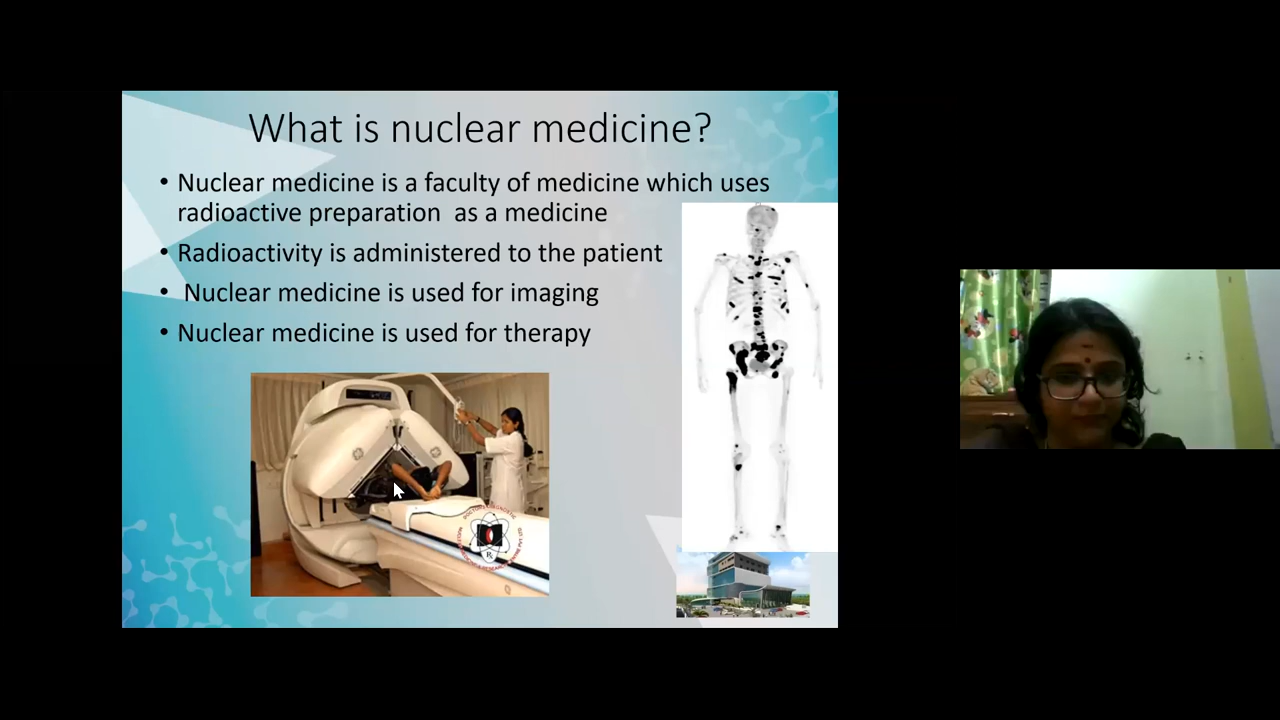 What is nuclear medicine?
• Nuclear medicine is a faculty of medicine which uses
radioactive preparation as a medicine
• Radioactivity is administered to the patient
• Nuclear medicine is used for imaging
• Nuclear medicine is used for therapy